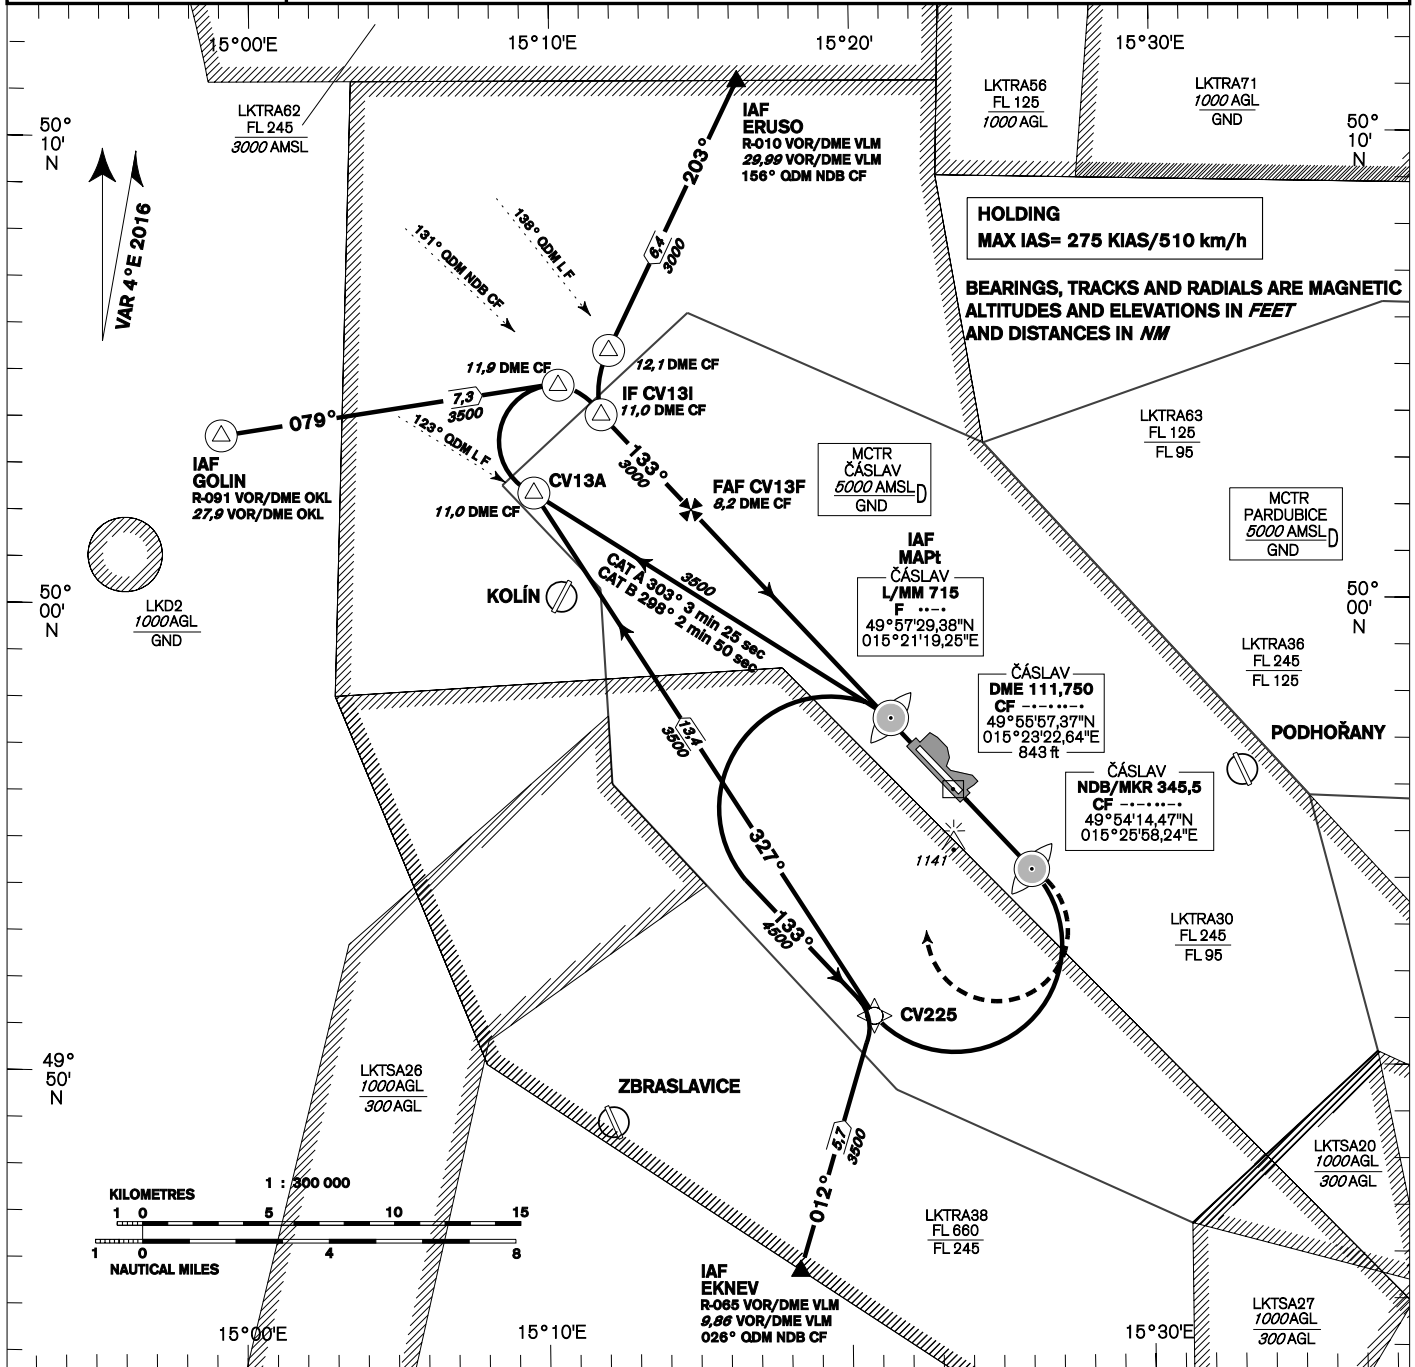 15°00'E
15°10'E
15°20'E
15°30'E
LKTRA62
FL 245
3000 AMSL
LKTRA56
FL 125
1000 AGL
LKTRA71
1000 AGL
GND
50°
10'
N
50°
10'
N
IAF
ERUSO
R-010 VOR/DME VLM
29,99 VOR/DME VLM
156° QDM NDB CF
VAR 4°E 2016
203°
6,4
3000
138° QDM L F
131° QDM NDB CF
HOLDING
MAX IAS= 275 KIAS/510 km/h
BEARINGS, TRACKS AND RADIALS ARE MAGNETIC
ALTITUDES AND ELEVATIONS IN FEET
AND DISTANCES IN NM
11,9 DME CF
12,1 DME CF
IF CV13I
11,0 DME CF
7,3
3500
079°
123° QDM L F
IAF
GOLIN
R-091 VOR/DME OKL
27,9 VOR/DME OKL
CV13A
11,0 DME CF
133°
3000
FAF CV13F
8,2 DME CF
MCTR
ČÁSLAV
5000 AMSL
GND
D
LKTRA63
FL 125
FL 95
MCTR
PARDUBICE
5000 AMSL
GND
D
IAF
MAPt
ČÁSLAV
L/MM 715
F ··–·
49°57'29,38"N
015°21'19,25"E
3500
CAT A 303° 3 min 25 sec
CAT B 298° 2 min 50 sec
KOLÍN
LKD2
1000AGL
GND
50°
00'
N
50°
00'
N
LKTRA36
FL 245
FL 125
ČÁSLAV
DME 111,750
CF –·–· ··–·
49°55'57,37"N
015°23'22,64"E
843 ft
PODHOŘANY
ČÁSLAV
NDB/MKR 345,5
CF –·–· ··–·
49°54'14,47"N
015°25'58,24"E
13,4
3500
327°
1141
133°
4500
LKTRA30
FL 245
FL 95
CV225
49°
50'
N
LKTSA26
1000AGL
300 AGL
ZBRASLAVICE
5,7
3500
012°
LKTSA20
1000AGL
300 AGL
1 : 300 000
KILOMETRES
1 0 5 10 15
1 0 4 8
NAUTICAL MILES
LKTRA38
FL 660
FL 245
IAF
EKNEV
R-065 VOR/DME VLM
9,86 VOR/DME VLM
026° QDM NDB CF
LKTSA27
1000AGL
300 AGL
15°00'E
15°10'E
15°30'E